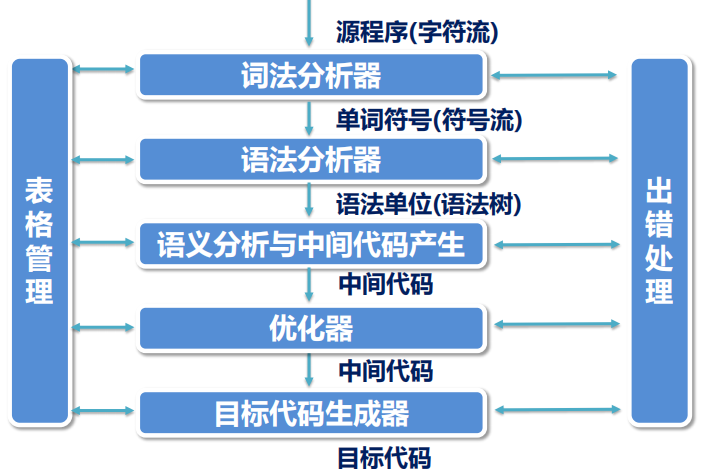 源程序(字符流)
词法分析器
单词符号(符号流)
语法分析器
语法单位(语法树)
语义分析与中间代码产生
中间代码
优化器
中间代码
目标代码生成器
目标代码
表格管理
出错处理